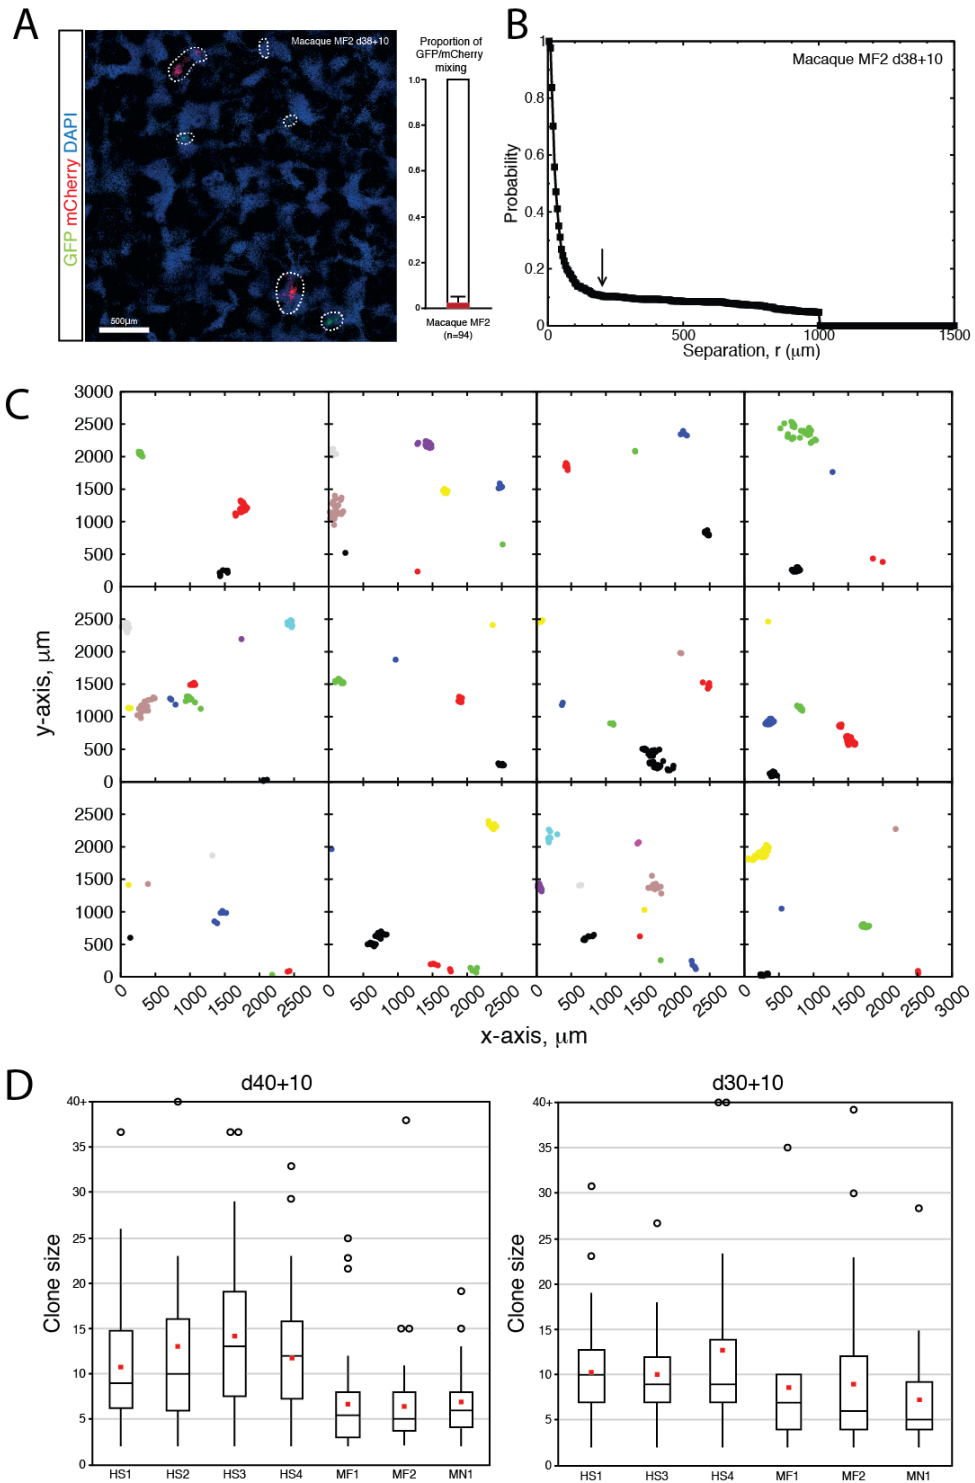 A
GFP mCherry DAPI
Macaque MF2 d38+10
500µm
Proportion of
GFP/mCherry
mixing
1.0
0.8
0.6
0.4
0.2
0
Macaque MF2
(n=94)
B
Macaque MF2 d38+10
Probability
1
0.8
0.6
0.4
0.2
0
0 500 1000 1500
Separation, r (µm)
C
y-axis, µm
3000
2500
2000
1500
1000
500
0
2500
2000
1500
1000
500
0
2500
2000
1500
1000
500
0
0 500 1000 1500 2000 2500 0 500 1000 1500 2000 2500 0 500 1000 1500 2000 2500 0 500 1000 1500 2000 2500 3000
x-axis, µm
D
d40+10
Clone size
40+
35
30
25
20
15
10
5
0
HS1 HS2 HS3 HS4 MF1 MF2 MN1
d30+10
Clone size
40+
35
30
25
20
15
10
5
0
HS1 HS3 HS4 MF1 MF2 MN1